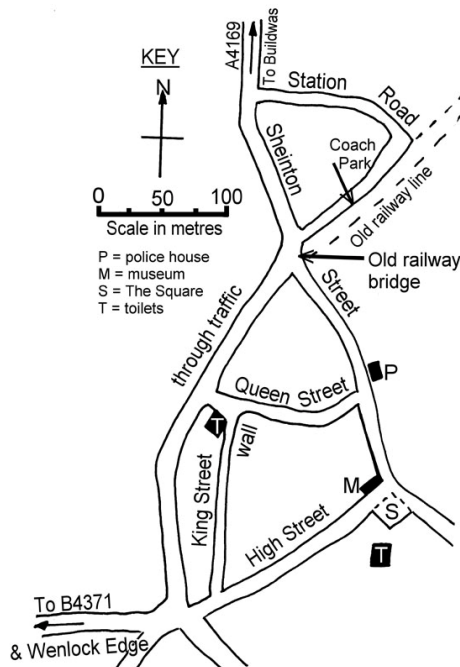 A4169
To Buildwas
KEY
N
Station
Road
Sheinton
Coach
Park
0 50 100
Scale in metres
Old railway line
P = police house
M = museum
S = The Square
T = toilets
Old railway
bridge
Street
through traffic
Queen Street
P
T
wall
King Street
M
S
High Street
T
To B4371
& Wenlock Edge